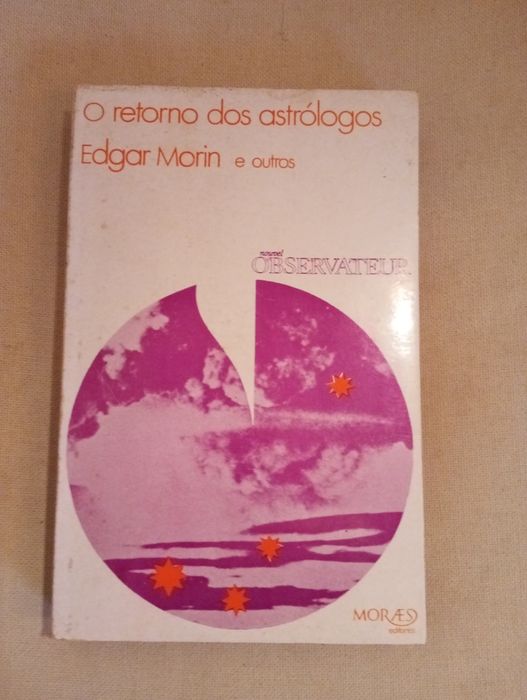 O retorno dos astrólogos
Edgar Morin e outros
nouvel
OBSERVATEUR
MORÆS
editores